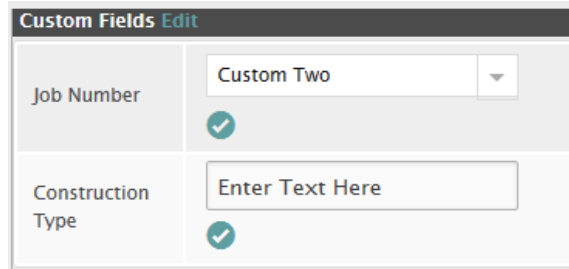 Custom Fields Edit
Job Number
Custom Two
Construction
Type
Enter Text Here